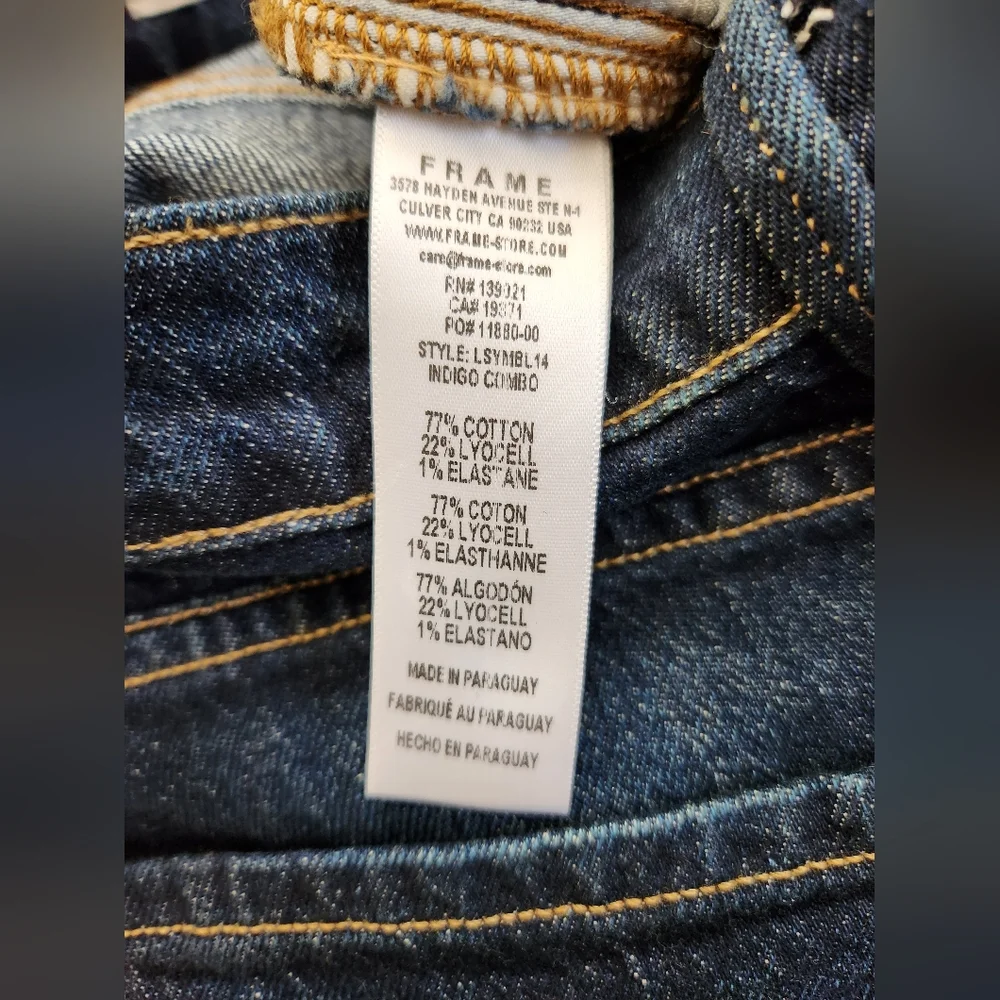 FRAME
3578 HAYDEN AVENUE STE N-1
CULVER CITY CA 90232 USA
WWW.FRAME-STORE.COM
care@frame-store.com
RN# 139021
CA# 19371
PO# 11880-00
STYLE: LSYMBL14
INDIGO COMBO
77% COTTON
22% LYOCELL
1% ELASTANE
77% COTON
22% LYOCELL
1% ELASTHANNE
77% ALGODÓN
22% LYOCELL
1% ELASTANO
MADE IN PARAGUAY
FABRIQUÉ AU PARAGUAY
HECHO EN PARAGUAY